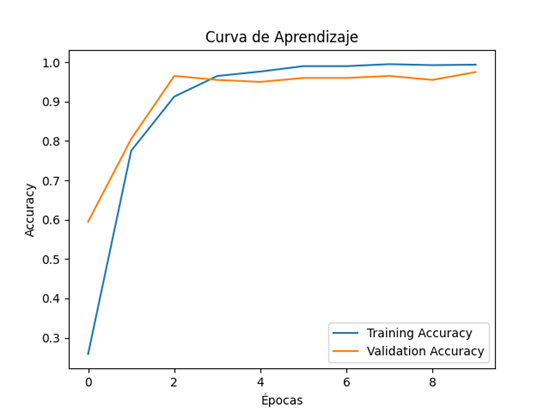 Curva de Aprendizaje
1.0
0.9
0.8
0.7
0.6
0.5
0.4
0.3
Accuracy
0 2 4 6 8
Épocas
Training Accuracy
Validation Accuracy